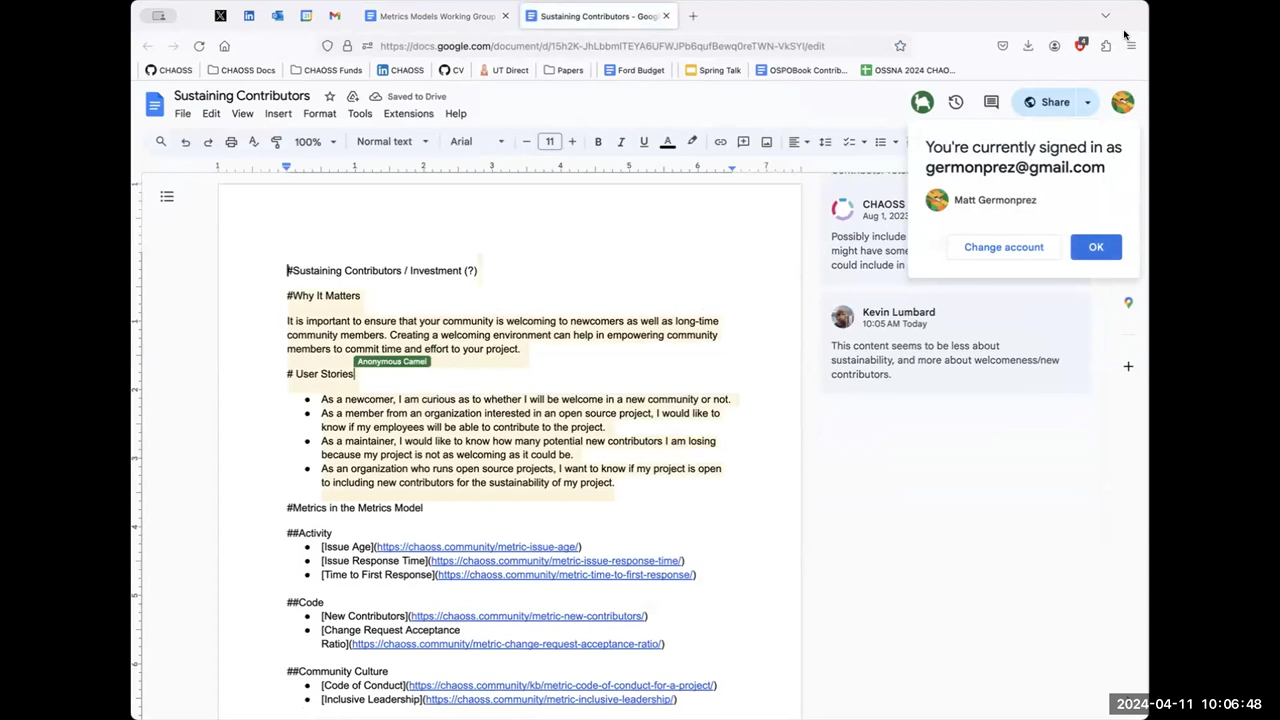 Metrics Models Working Group
Sustaining Contributors - Goog
https://docs.google.com/document/d/15h2K-JhLbbmITEYA6UFWJPb6qufBewq0reTWN-VkSYI/edit
4
CHAOSS
CHAOSS Docs
CHAOSS Funds
CHAOSS
CV
UT Direct
Papers
Ford Budget
Spring Talk
OSPOBook Contrib...
OSSNA 2024 CHAO...
Sustaining Contributors
Saved to Drive
File Edit View Insert Format Tools Extensions Help
Share
100%
Normal text
Arial
11
1 1 2 3 4 5 6 7
You're currently signed in as
germonprez@gmail.com
Matt Germonprez
Change account
OK
CHAOSS
Aug 1, 2023
Possibly include
might have some
could include in
Kevin Lumbard
10:05 AM Today
This content seems to be less about
sustainability, and more about welcomeness/new
contributors.
#Sustaining Contributors / Investment (?)
#Why It Matters
It is important to ensure that your community is welcoming to newcomers as well as long-time
community members. Creating a welcoming environment can help in empowering community
members to commit time and effort to your project.
Anonymous Camel
# User Stories
● As a newcomer, I am curious as to whether I will be welcome in a new community or not.
● As a member from an organization interested in an open source project, I would like to
know if my employees will be able to contribute to the project.
● As a maintainer, I would like to know how many potential new contributors I am losing
because my project is not as welcoming as it could be.
● As an organization who runs open source projects, I want to know if my project is open
to including new contributors for the sustainability of my project.
#Metrics in the Metrics Model
##Activity
● [Issue Age](https://chaoss.community/metric-issue-age/)
● [Issue Response Time](https://chaoss.community/metric-issue-response-time/)
● [Time to First Response](https://chaoss.community/metric-time-to-first-response/)
##Code
● [New Contributors](https://chaoss.community/metric-new-contributors/)
● [Change Request Acceptance
Ratio](https://chaoss.community/metric-change-request-acceptance-ratio/)
##Community Culture
● [Code of Conduct](https://chaoss.community/kb/metric-code-of-conduct-for-a-project/)
● [Inclusive Leadership](https://chaoss.community/metric-inclusive-leadership/)
2024-04-11 10:06:48